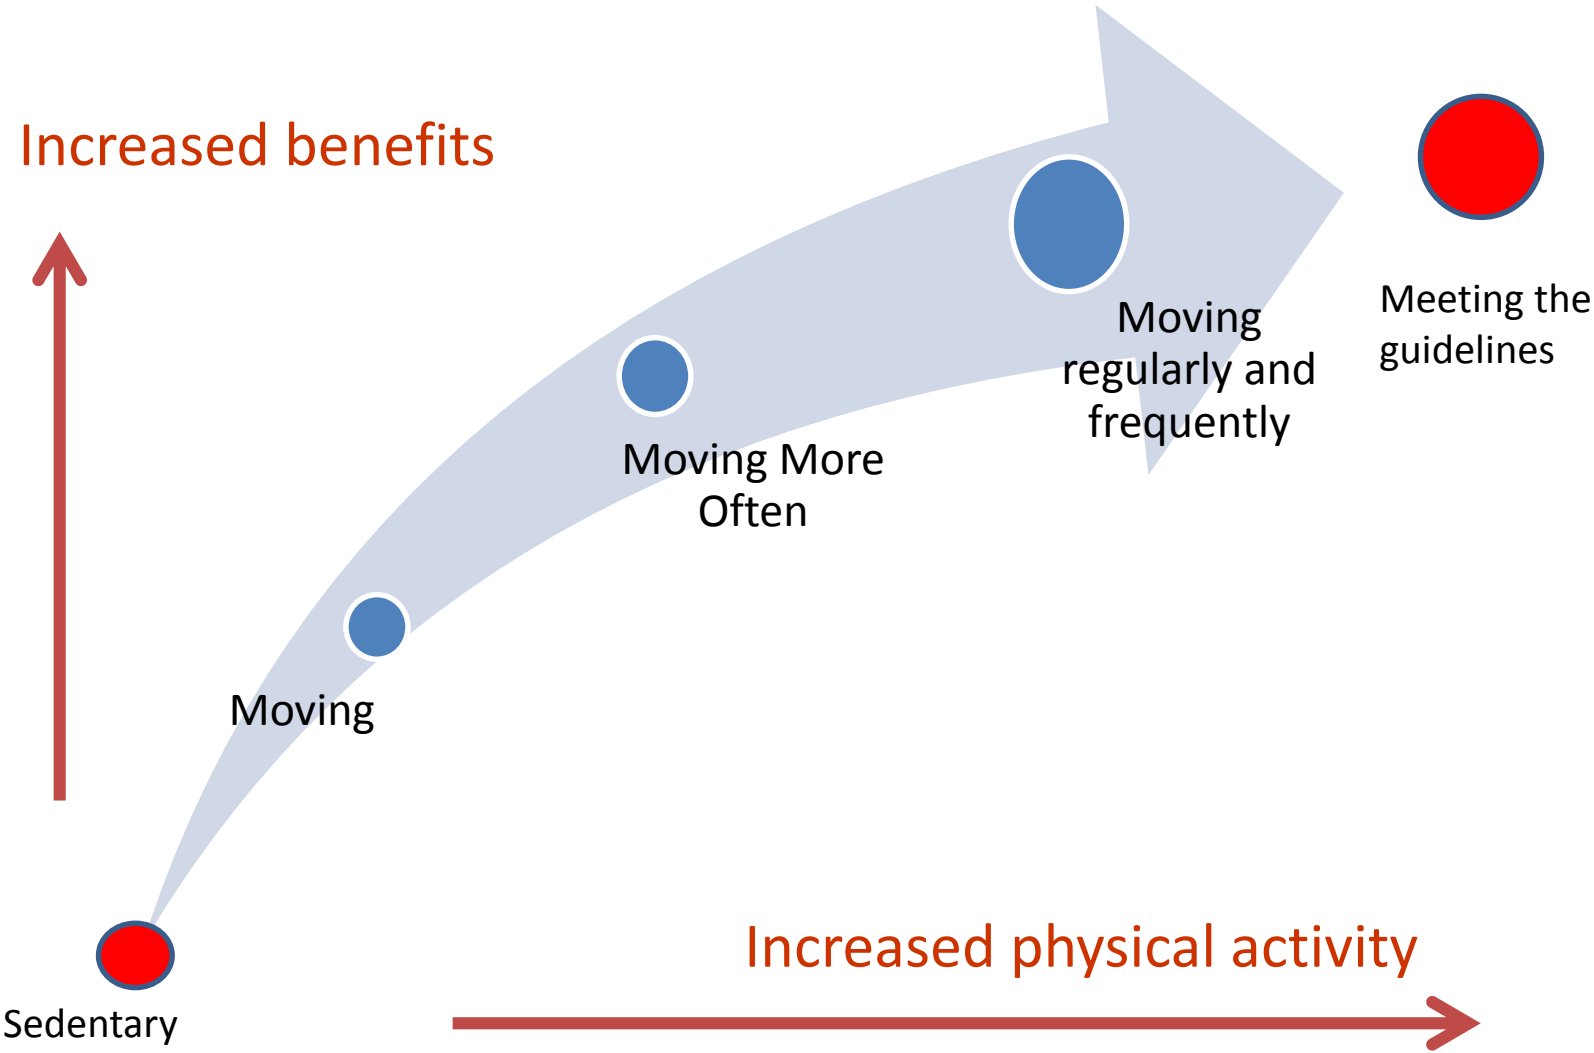 Increased benefits
Meeting the
guidelines
Moving
regularly and
frequently
Moving More
Often
Moving
Increased physical activity
Sedentary